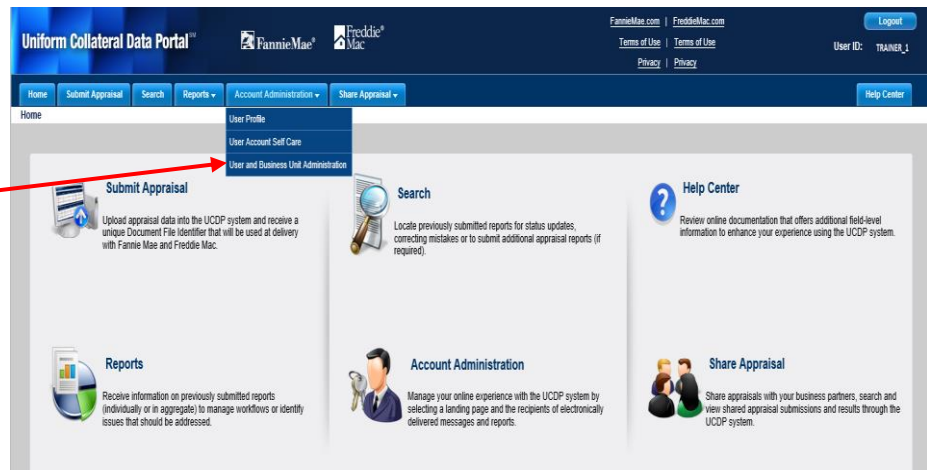 FannieMae.com | FreddieMac.com
Logout
Uniform Collateral Data Portal℠
FannieMae®
Freddie Mac®
Terms of Use | Terms of Use
User ID: TRAINER_1
Privacy | Privacy
Home Submit Appraisal Search Reports Account Administration Share Appraisal Help Center
Home
User Profile
User Account Self Care
User and Business Unit Administration
Submit Appraisal
Upload appraisal data into the UCDP system and receive a
unique Document File Identifier that will be used at delivery
with Fannie Mae and Freddie Mac.
Search
Locate previously submitted reports for status updates,
correcting mistakes or to submit additional appraisal reports (if
required).
Help Center
Review online documentation that offers additional field-level
information to enhance your experience using the UCDP system.
Reports
Receive information on previously submitted reports
(individually or in aggregate) to manage workflows or identify
issues that should be addressed.
Account Administration
Manage your online experience with the UCDP system by
selecting a landing page and the recipients of electronically
delivered messages and reports.
Share Appraisal
Share appraisals with your business partners, search and
view shared appraisal submissions and results through the
UCDP system.